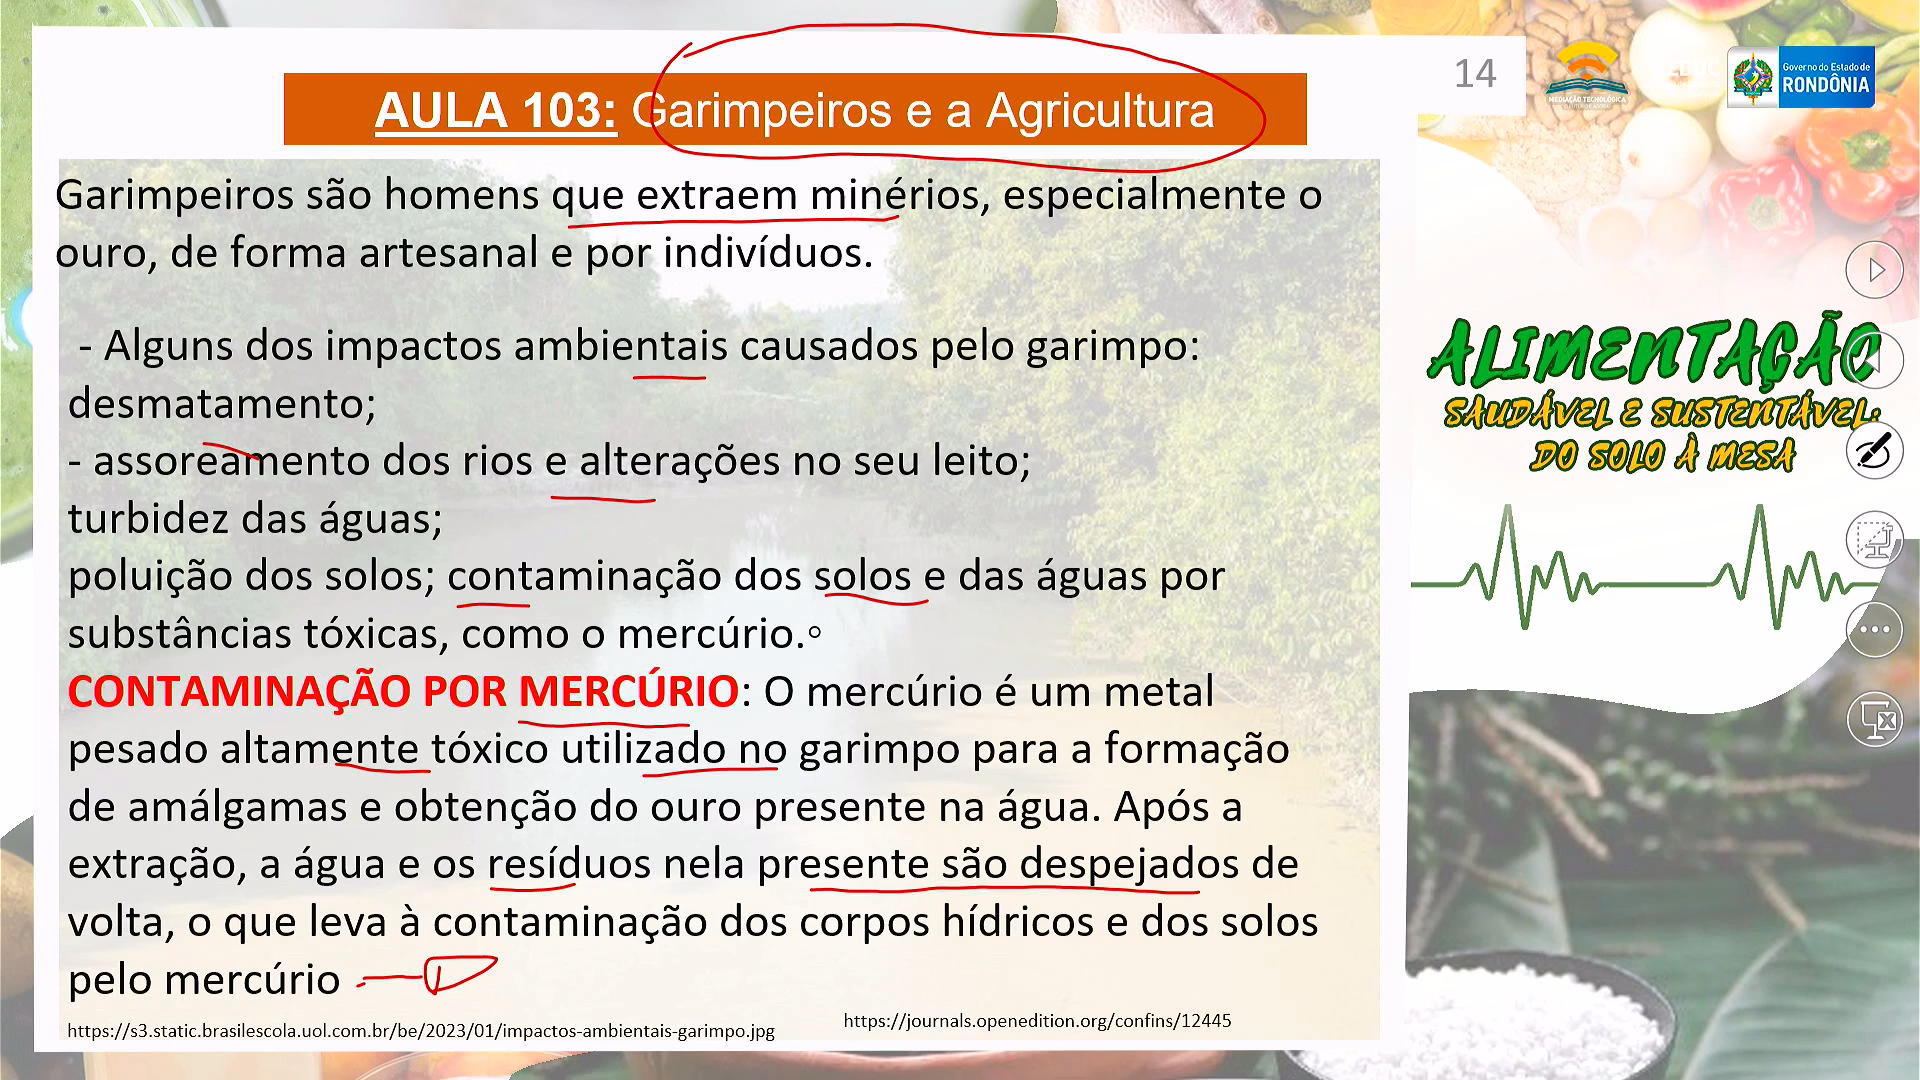 AULA 103: Garimpeiros e a Agricultura
14
MEDIAÇÃO TECNOLÓGICA
Governo do Estado de
RONDÔNIA
Garimpeiros são homens que extraem minérios, especialmente o
ouro, de forma artesanal e por indivíduos.
- Alguns dos impactos ambientais causados pelo garimpo:
desmatamento;
- assoreamento dos rios e alterações no seu leito;
turbidez das águas;
poluição dos solos; contaminação dos solos e das águas por
substâncias tóxicas, como o mercúrio.°
CONTAMINAÇÃO POR MERCÚRIO: O mercúrio é um metal
pesado altamente tóxico utilizado no garimpo para a formação
de amálgamas e obtenção do ouro presente na água. Após a
extração, a água e os resíduos nela presente são despejados de
volta, o que leva à contaminação dos corpos hídricos e dos solos
pelo mercúrio
https://s3.static.brasilescola.uol.com.br/be/2023/01/impactos-ambientais-garimpo.jpg
https://journals.openedition.org/confins/12445
ALIMENTAÇÃO
SAUDÁVEL E SUSTENTÁVEL:
DO SOLO À MESA